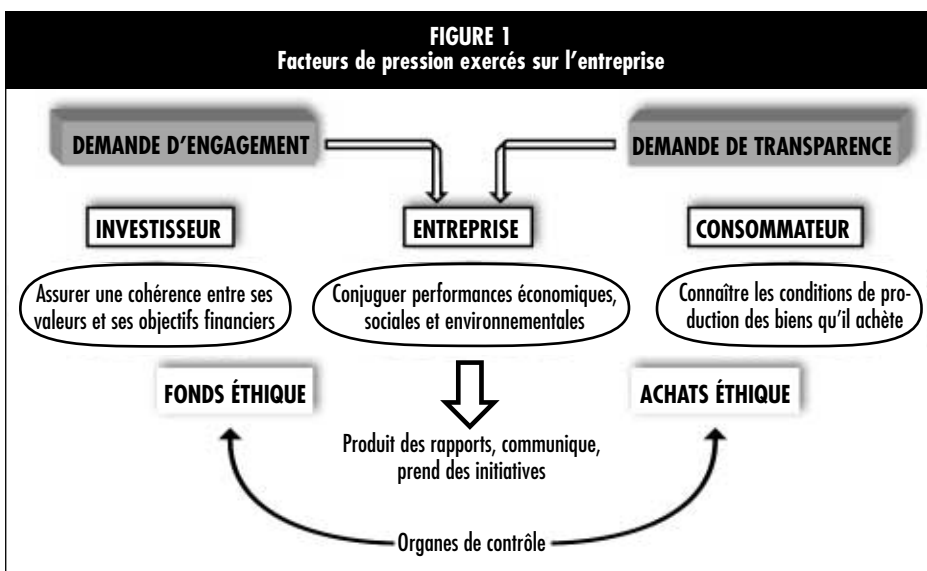 FIGURE 1
Facteurs de pression exercés sur l'entreprise
DEMANDE D'ENGAGEMENT
DEMANDE DE TRANSPARENCE
INVESTISSEUR
ENTREPRISE
CONSOMMATEUR
Assurer une cohérence entre ses
valeurs et ses objectifs financiers
Conjuguer performances économiques,
sociales et environnementales
Connaître les conditions de pro-
duction des biens qu'il achète
FONDS ÉTHIQUE
ACHATS ÉTHIQUE
Produit des rapports, communique,
prend des initiatives
Organes de contrôle